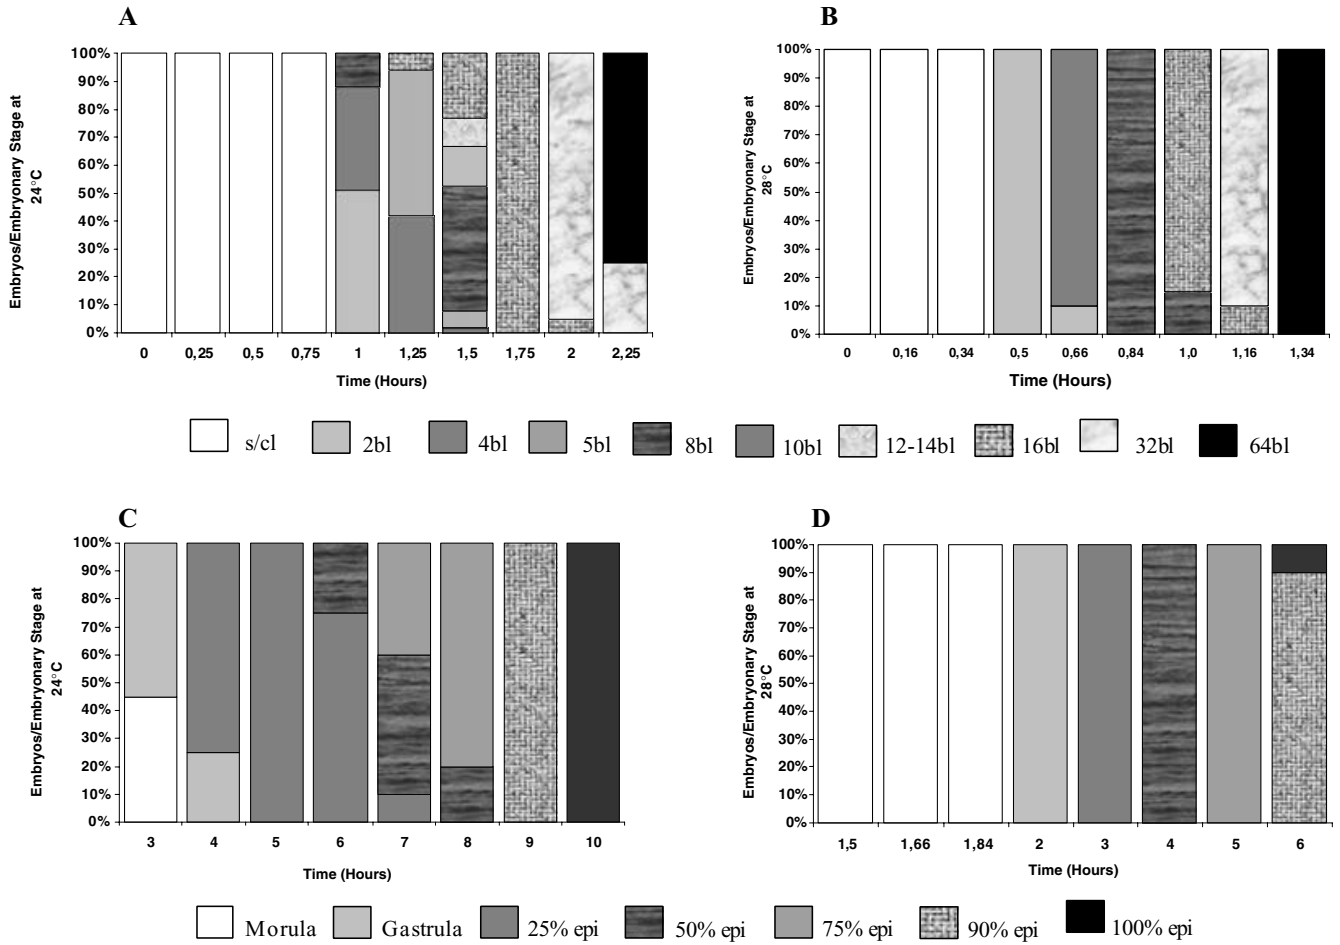 A
Embryos/Embryonary Stage at
24°C
100%
90%
80%
70%
60%
50%
40%
30%
20%
10%
0%
0 0,25 0,5 0,75 1 1,25 1,5 1,75 2 2,25
Time (Hours)
B
Embryos/Embryonary Stage at
28°C
100%
90%
80%
70%
60%
50%
40%
30%
20%
10%
0%
0 0,16 0,34 0,5 0,66 0,84 1,0 1,16 1,34
Time (Hours)
s/cl 2bl 4bl 5bl 8bl 10bl 12-14bl 16bl 32bl 64bl
C
Embryos/Embryonary Stage at
24°C
100%
90%
80%
70%
60%
50%
40%
30%
20%
10%
0%
3 4 5 6 7 8 9 10
Time (Hours)
D
Embryos/Embryonary Stage at
28°C
100%
90%
80%
70%
60%
50%
40%
30%
20%
10%
0%
1,5 1,66 1,84 2 3 4 5 6
Time (Hours)
Morula Gastrula 25% epi 50% epi 75% epi 90% epi 100% epi